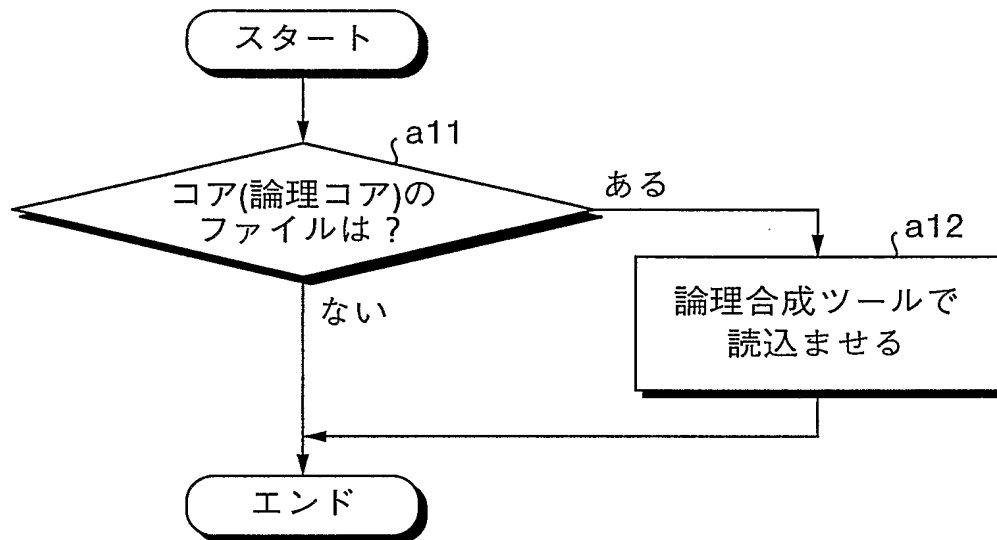 スタート
a11
コア(論理コア)の
ファイルは？
ある
a12
論理合成ツールで
読込ませる
ない
エンド